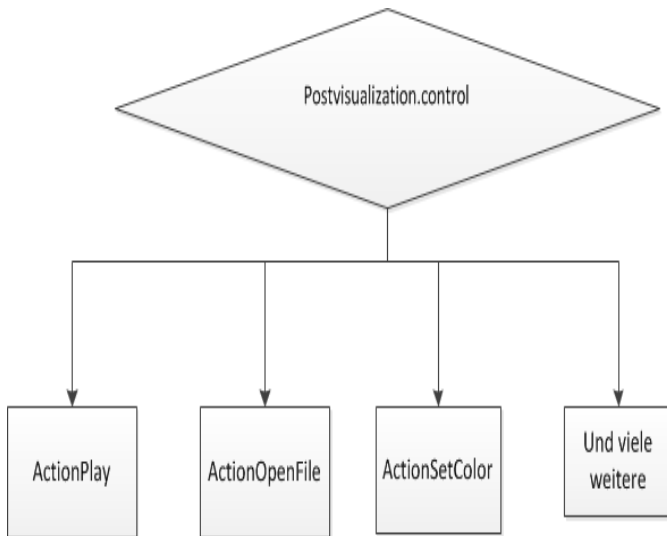 Postvisualization.control
ActionPlay
ActionOpenFile
ActionSetColor
Und viele
weitere